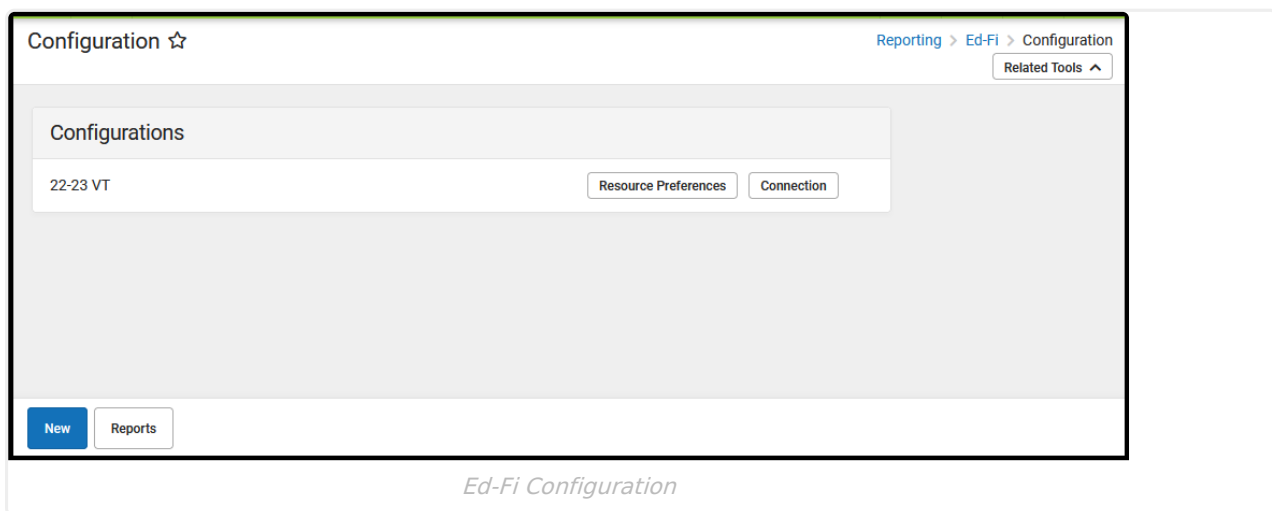 Configuration
Reporting > Ed-Fi > Configuration
Related Tools
Configurations
22-23 VT
Resource Preferences
Connection
New
Reports
Ed-Fi Configuration